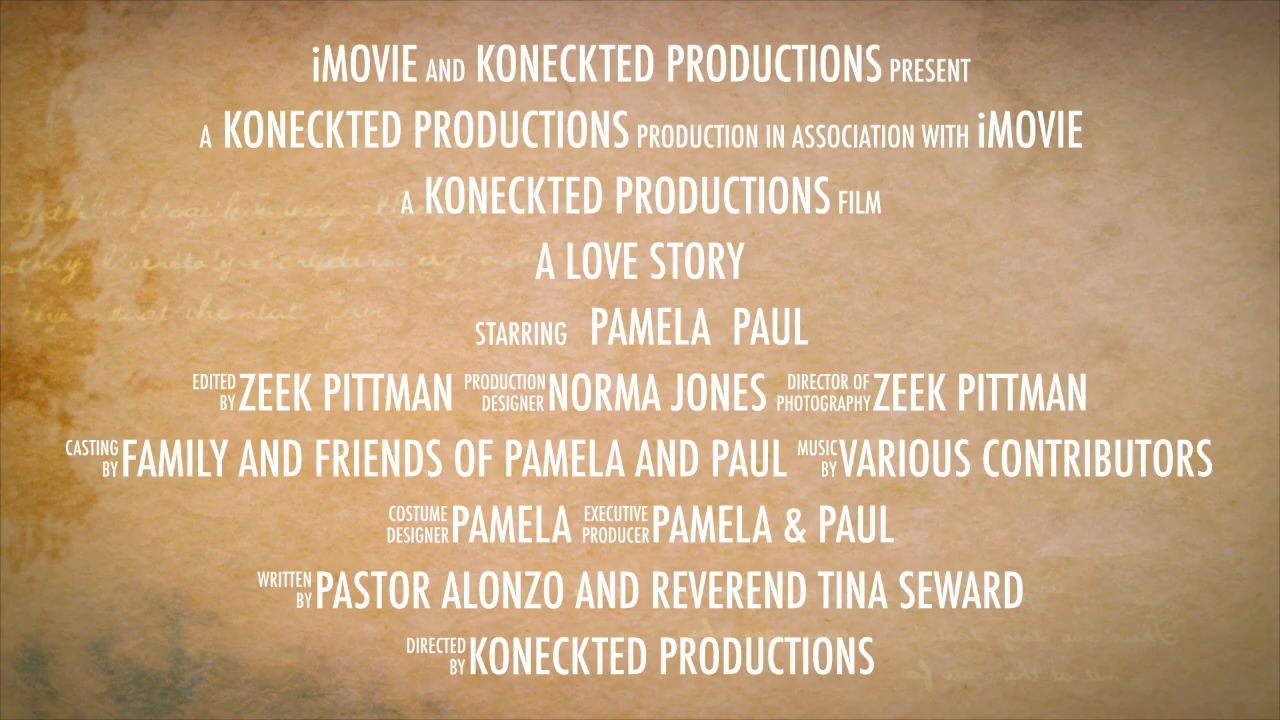 iMOVIE AND KONECKTED PRODUCTIONS PRESENT
A KONECKTED PRODUCTIONS PRODUCTION IN ASSOCIATION WITH iMOVIE
A KONECKTED PRODUCTIONS FILM
A LOVE STORY
STARRING PAMELA PAUL
EDITED BY ZEEK PITTMAN PRODUCTION DESIGNER NORMA JONES DIRECTOR OF PHOTOGRAPHY ZEEK PITTMAN
CASTING BY FAMILY AND FRIENDS OF PAMELA AND PAUL MUSIC BY VARIOUS CONTRIBUTORS
COSTUME DESIGNER PAMELA EXECUTIVE PRODUCER PAMELA & PAUL
WRITTEN BY PASTOR ALONZO AND REVEREND TINA SEWARD
DIRECTED BY KONECKTED PRODUCTIONS